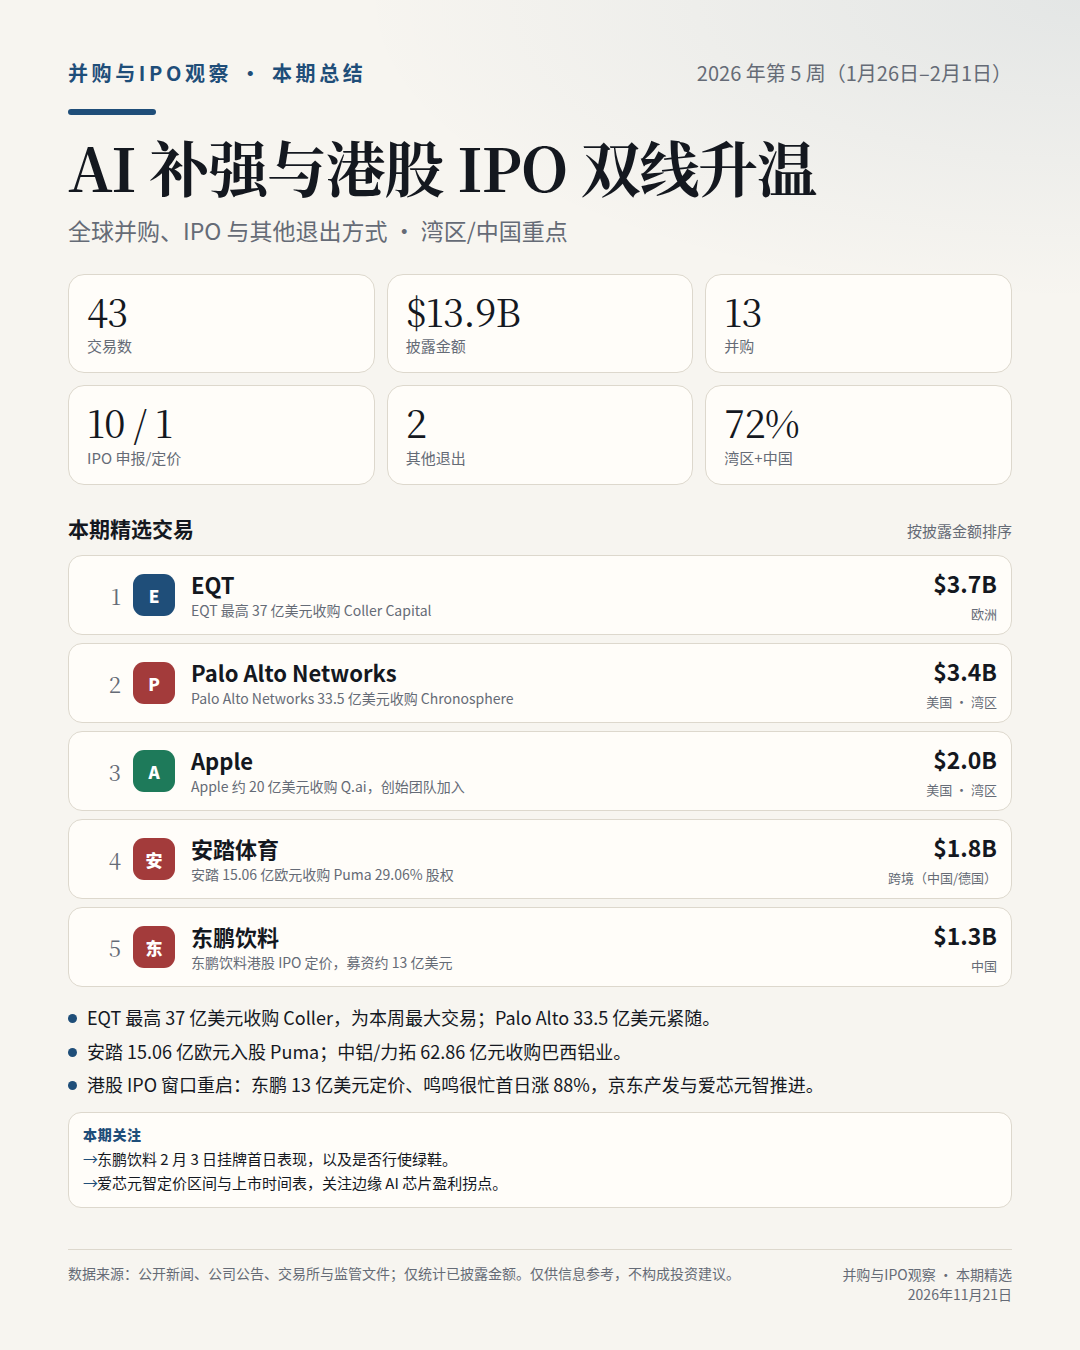 并购与IPO观察 · 本期总结
2026 年第 5 周（1月26日–2月1日）
AI 补强与港股 IPO 双线升温
全球并购、IPO 与其他退出方式 · 湾区/中国重点
43
交易数
$13.9B
披露金额
13
并购
10 / 1
IPO 申报/定价
2
其他退出
72%
湾区+中国
本期精选交易
按披露金额排序
1
E
EQT
EQT 最高 37 亿美元收购 Coller Capital
$3.7B
欧洲
2
P
Palo Alto Networks
Palo Alto Networks 33.5 亿美元收购 Chronosphere
$3.4B
美国 · 湾区
3
A
Apple
Apple 约 20 亿美元收购 Q.ai，创始团队加入
$2.0B
美国 · 湾区
4
安
安踏体育
安踏 15.06 亿欧元收购 Puma 29.06% 股权
$1.8B
跨境（中国/德国）
5
东
东鹏饮料
东鹏饮料港股 IPO 定价，募资约 13 亿美元
$1.3B
中国
EQT 最高 37 亿美元收购 Coller，为本周最大交易；Palo Alto 33.5 亿美元紧随。
安踏 15.06 亿欧元入股 Puma；中铝/力拓 62.86 亿元收购巴西铝业。
港股 IPO 窗口重启：东鹏 13 亿美元定价、鸣鸣很忙首日涨 88%，京东产发与爱芯元智推进。
本期关注
→东鹏饮料 2 月 3 日挂牌首日表现，以及是否行使绿鞋。
→爱芯元智定价区间与上市时间表，关注边缘 AI 芯片盈利拐点。
数据来源：公开新闻、公司公告、交易所与监管文件；仅统计已披露金额。仅供信息参考，不构成投资建议。
并购与IPO观察 · 本期精选
2026年11月21日